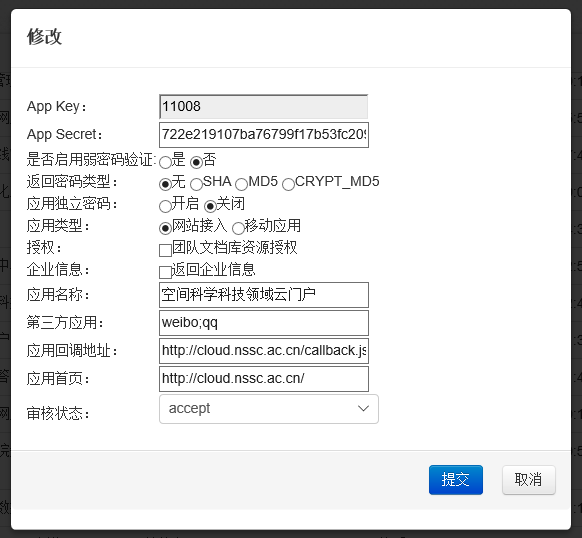 修改
App Key： 11008
App Secret： 722e219107ba76799f17b53fc209
是否启用弱密码验证: 是 否
返回密码类型： 无 SHA MD5 CRYPT_MD5
应用独立密码： 开启 关闭
应用类型： 网站接入 移动应用
授权： 团队文档库资源授权
企业信息： 返回企业信息
应用名称： 空间科学科技领域云门户
第三方应用： weibo;qq
应用回调地址： http://cloud.nssc.ac.cn/callback.js
应用首页： http://cloud.nssc.ac.cn/
审核状态： accept
提交 取消